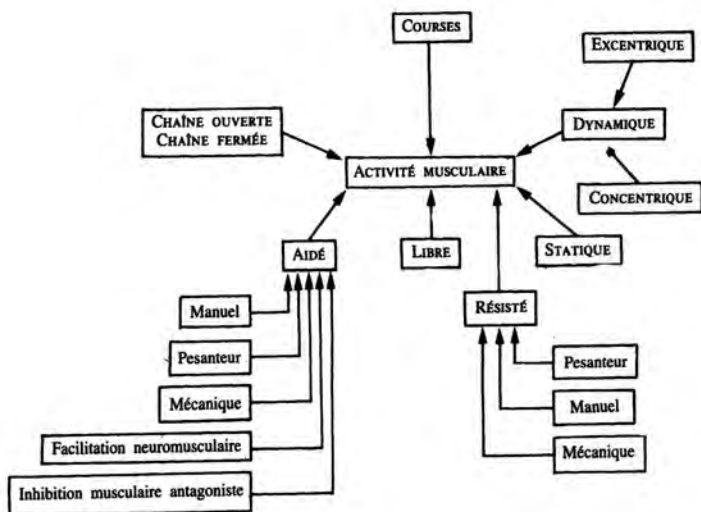 COURSES
EXCENTRIQUE
CHAÎNE OUVERTE
CHAÎNE FERMÉE
DYNAMIQUE
ACTIVITÉ MUSCULAIRE
CONCENTRIQUE
AIDÉ
LIBRE
STATIQUE
Manuel
RÉSISTÉ
Pesanteur
Pesanteur
Mécanique
Manuel
Facilitation neuromusculaire
Mécanique
Inhibition musculaire antagoniste